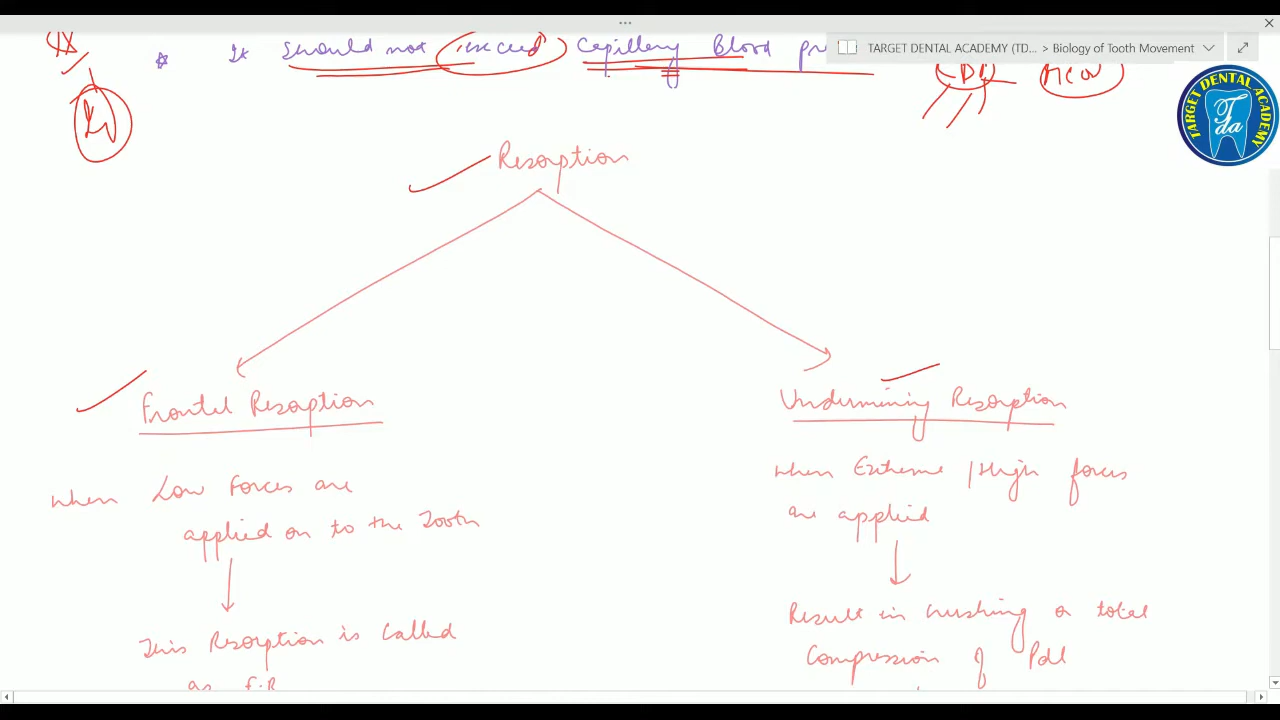 TARGET DENTAL ACADEMY (TD... > Biology of Tooth Movement
It should not exceed Capillary Blood pr
TARGET DENTAL ACADEMY
Tda
Resorption
Frontal Resorption
Undermining Resorption
when Low Forces are
applied on to the Tooth
when Extreme / High forces
are applied
This Resorption is called
as F.R
Result in crushing or total
Compression of Pdl